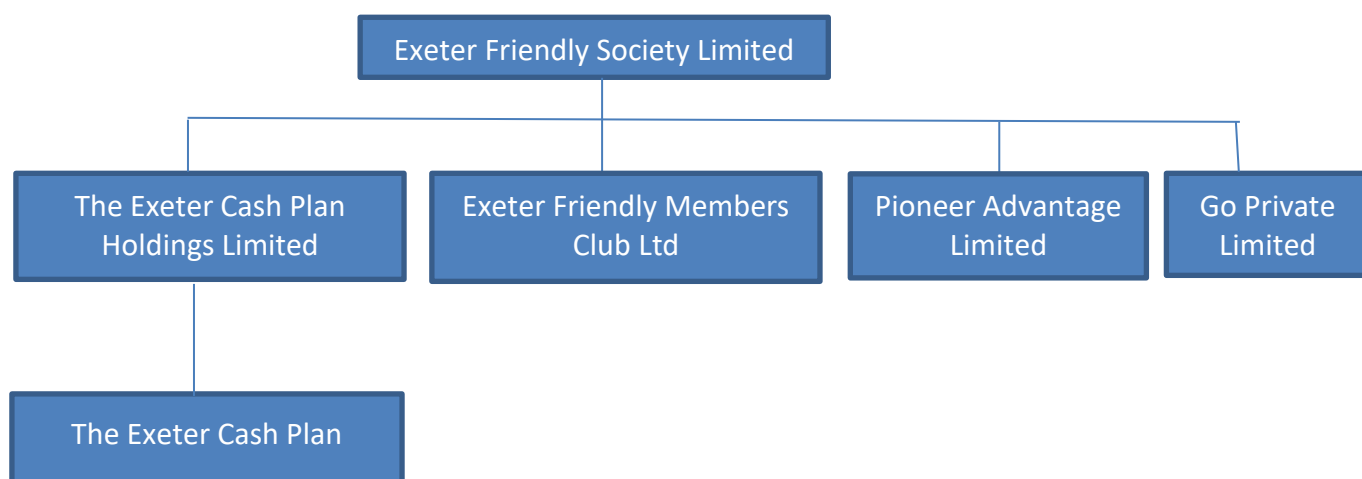 Exeter Friendly Society Limited
The Exeter Cash Plan
Holdings Limited
Exeter Friendly Members
Club Ltd
Pioneer Advantage
Limited
Go Private
Limited
The Exeter Cash Plan